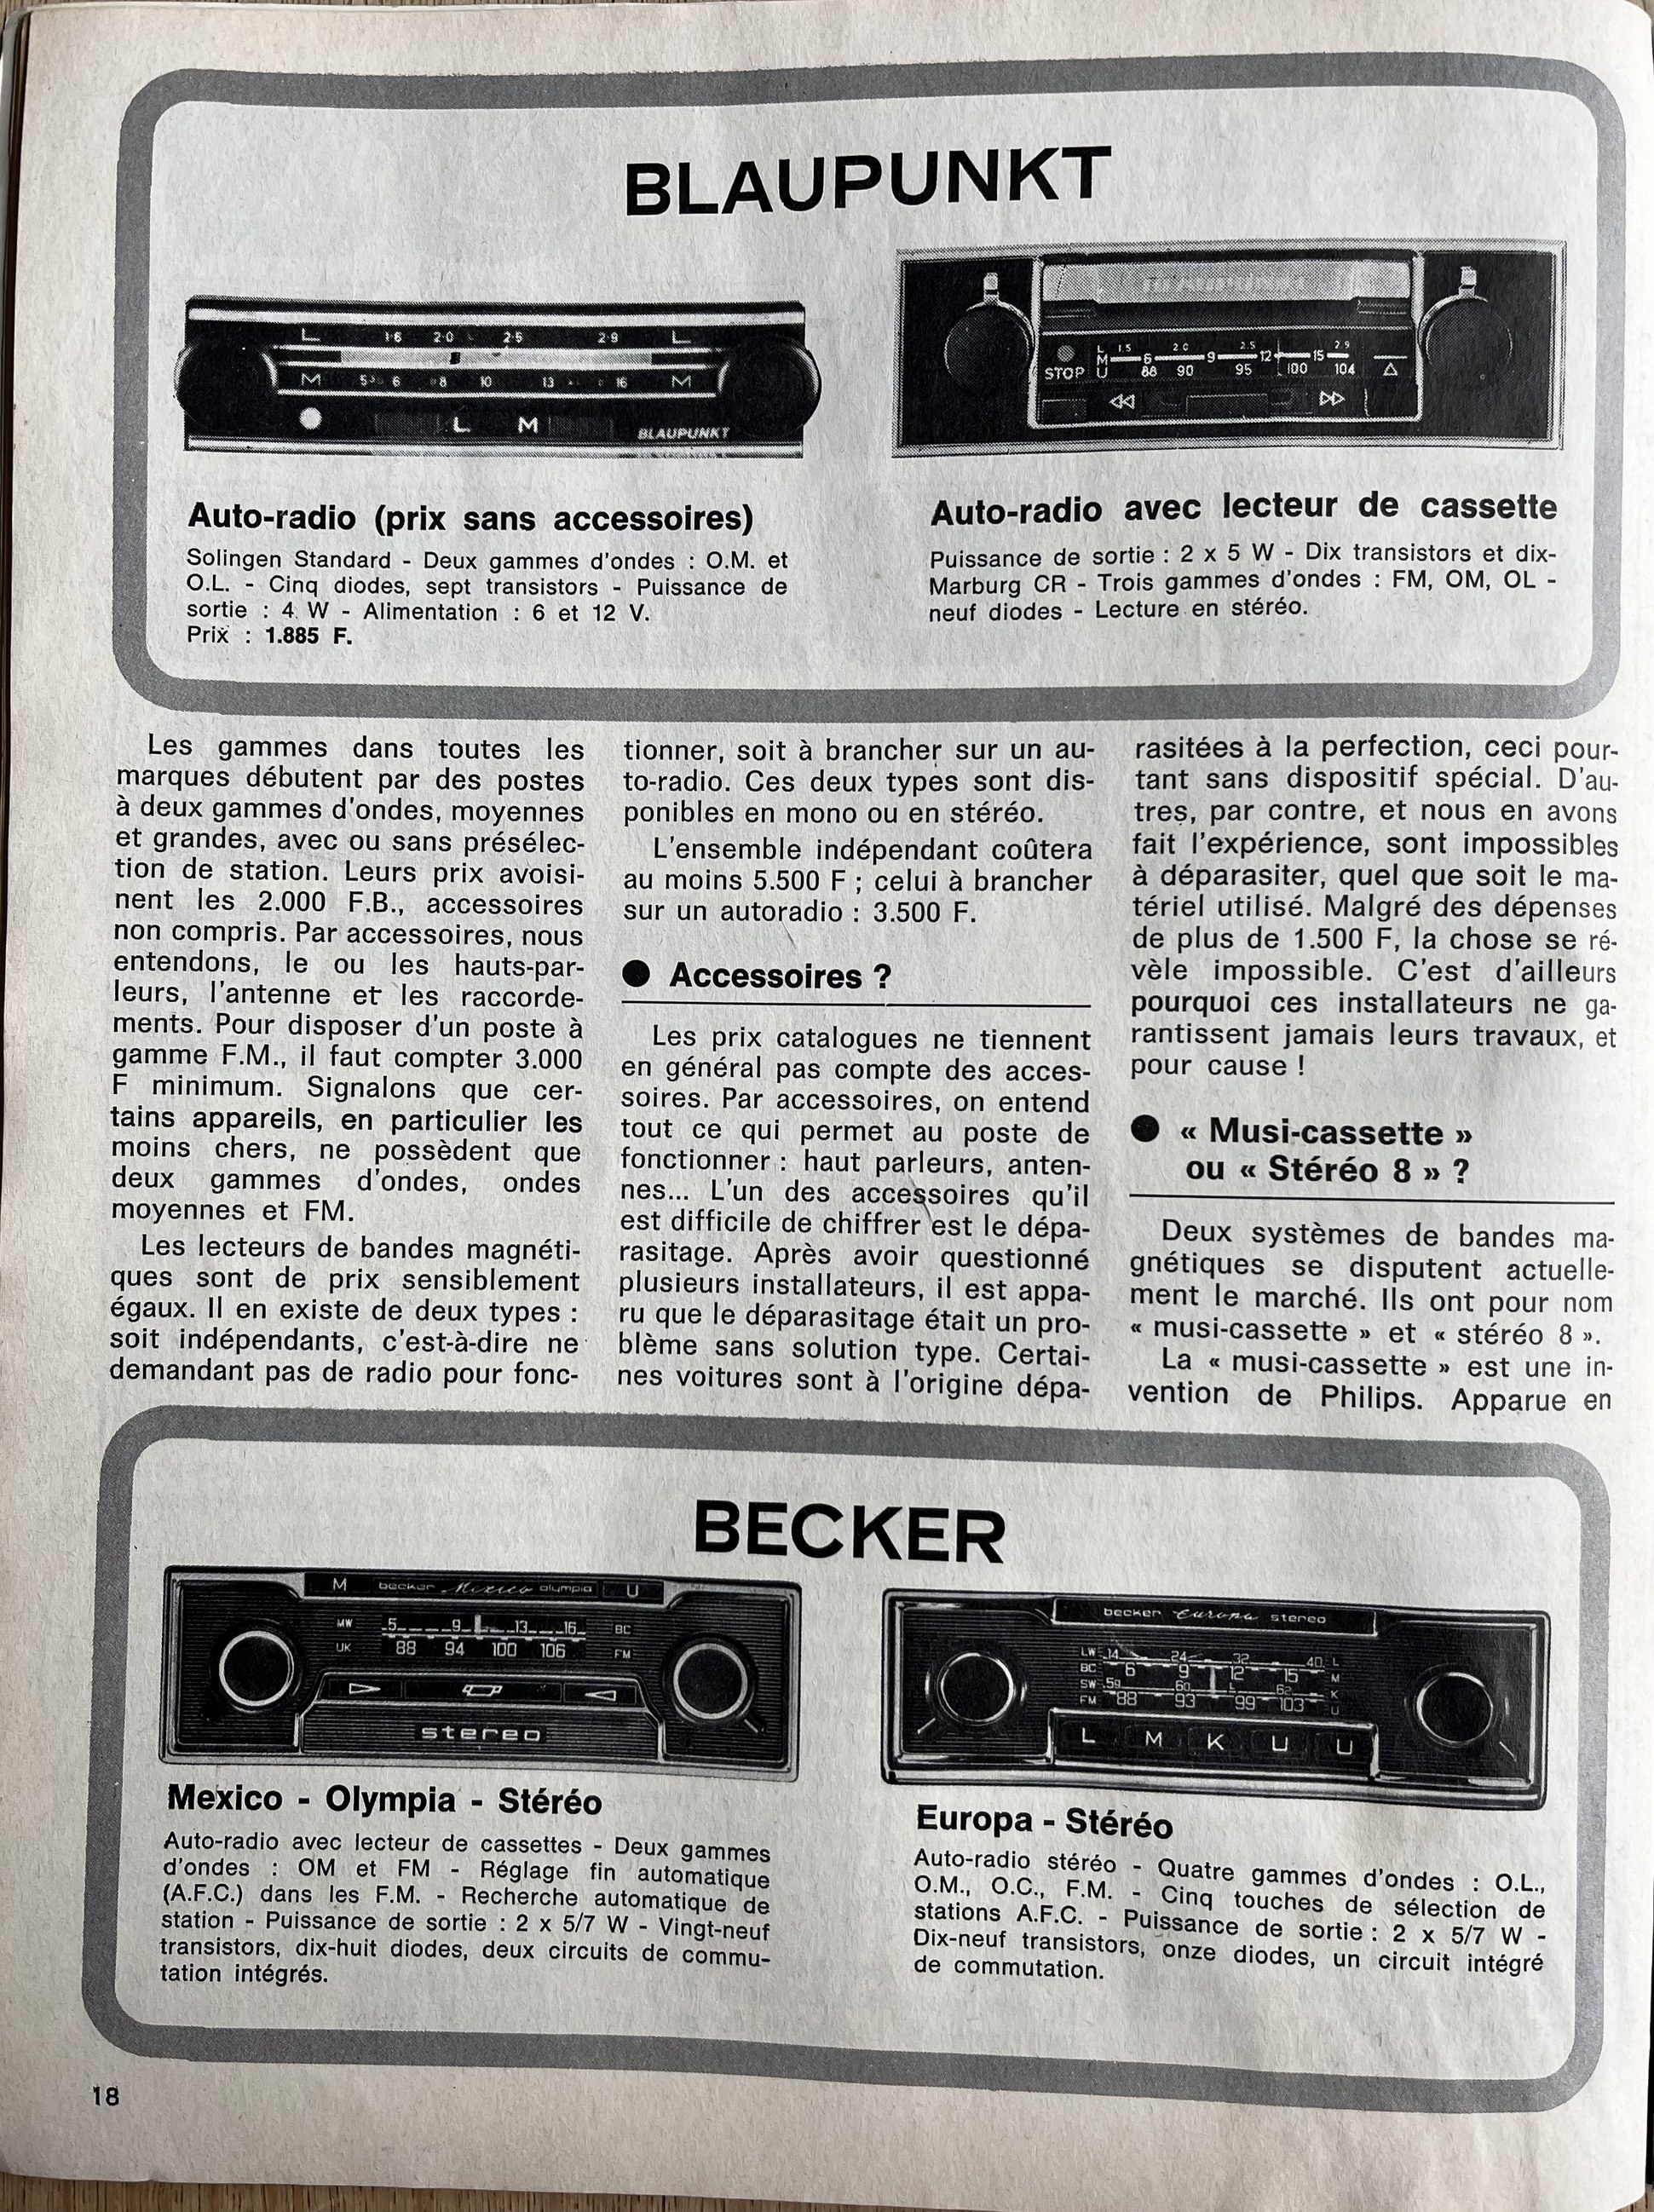 BLAUPUNKT
L 1·6 2·0 2·5 2·9 L
M 5 6 8 10 13 16 M
L M
BLAUPUNKT
L 1.5 2 0 2.5 2.9
M 6 9 12 15
STOP U 88 90 95 100 104
Auto-radio (prix sans accessoires)
Solingen Standard - Deux gammes d'ondes : O.M. et
O.L. - Cinq diodes, sept transistors - Puissance de
sortie : 4 W - Alimentation : 6 et 12 V.
Prix : 1.885 F.
Auto-radio avec lecteur de cassette
Puissance de sortie : 2 x 5 W - Dix transistors et dix-
Marburg CR - Trois gammes d'ondes : FM, OM, OL -
neuf diodes - Lecture en stéréo.
Les gammes dans toutes les
marques débutent par des postes
à deux gammes d'ondes, moyennes
et grandes, avec ou sans présélec-
tion de station. Leurs prix avoisi-
nent les 2.000 F.B., accessoires
non compris. Par accessoires, nous
entendons, le ou les hauts-par-
leurs, l'antenne et les raccorde-
ments. Pour disposer d'un poste à
gamme F.M., il faut compter 3.000
F minimum. Signalons que cer-
tains appareils, en particulier les
moins chers, ne possèdent que
deux gammes d'ondes, ondes
moyennes et FM.
Les lecteurs de bandes magnéti-
ques sont de prix sensiblement
égaux. Il en existe de deux types :
soit indépendants, c'est-à-dire ne
demandant pas de radio pour fonc-
tionner, soit à brancher sur un au-
to-radio. Ces deux types sont dis-
ponibles en mono ou en stéréo.
L'ensemble indépendant coûtera
au moins 5.500 F ; celui à brancher
sur un autoradio : 3.500 F.
● Accessoires ?
Les prix catalogues ne tiennent
en général pas compte des acces-
soires. Par accessoires, on entend
tout ce qui permet au poste de
fonctionner : haut parleurs, anten-
nes... L'un des accessoires qu'il
est difficile de chiffrer est le dépa-
rasitage. Après avoir questionné
plusieurs installateurs, il est appa-
ru que le déparasitage était un pro-
blème sans solution type. Certai-
nes voitures sont à l'origine dépa-
rasitées à la perfection, ceci pour-
tant sans dispositif spécial. D'au-
tres, par contre, et nous en avons
fait l'expérience, sont impossibles
à déparasiter, quel que soit le ma-
tériel utilisé. Malgré des dépenses
de plus de 1.500 F, la chose se ré-
vèle impossible. C'est d'ailleurs
pourquoi ces installateurs ne ga-
rantissent jamais leurs travaux, et
pour cause !
● « Musi-cassette »
ou « Stéréo 8 » ?
Deux systèmes de bandes ma-
gnétiques se disputent actuelle-
ment le marché. Ils ont pour nom
« musi-cassette » et « stéréo 8 ».
La « musi-cassette » est une in-
vention de Philips. Apparue en
BECKER
M becker Mexico olympia U
MW 5 9 13 16 BC
UK 88 94 100 106 FM
stereo
becker europa stereo
LW 14 24 32 40 L
BC 6 9 12 15 M
SW 59 60 62 K
FM 88 93 99 103 U
L M K U U
Mexico - Olympia - Stéréo
Auto-radio avec lecteur de cassettes - Deux gammes
d'ondes : OM et FM - Réglage fin automatique
(A.F.C.) dans les F.M. - Recherche automatique de
station - Puissance de sortie : 2 x 5/7 W - Vingt-neuf
transistors, dix-huit diodes, deux circuits de commu-
tation intégrés.
Europa - Stéréo
Auto-radio stéréo - Quatre gammes d'ondes : O.L.,
O.M., O.C., F.M. - Cinq touches de sélection de
stations A.F.C. - Puissance de sortie : 2 x 5/7 W -
Dix-neuf transistors, onze diodes, un circuit intégré
de commutation.
18